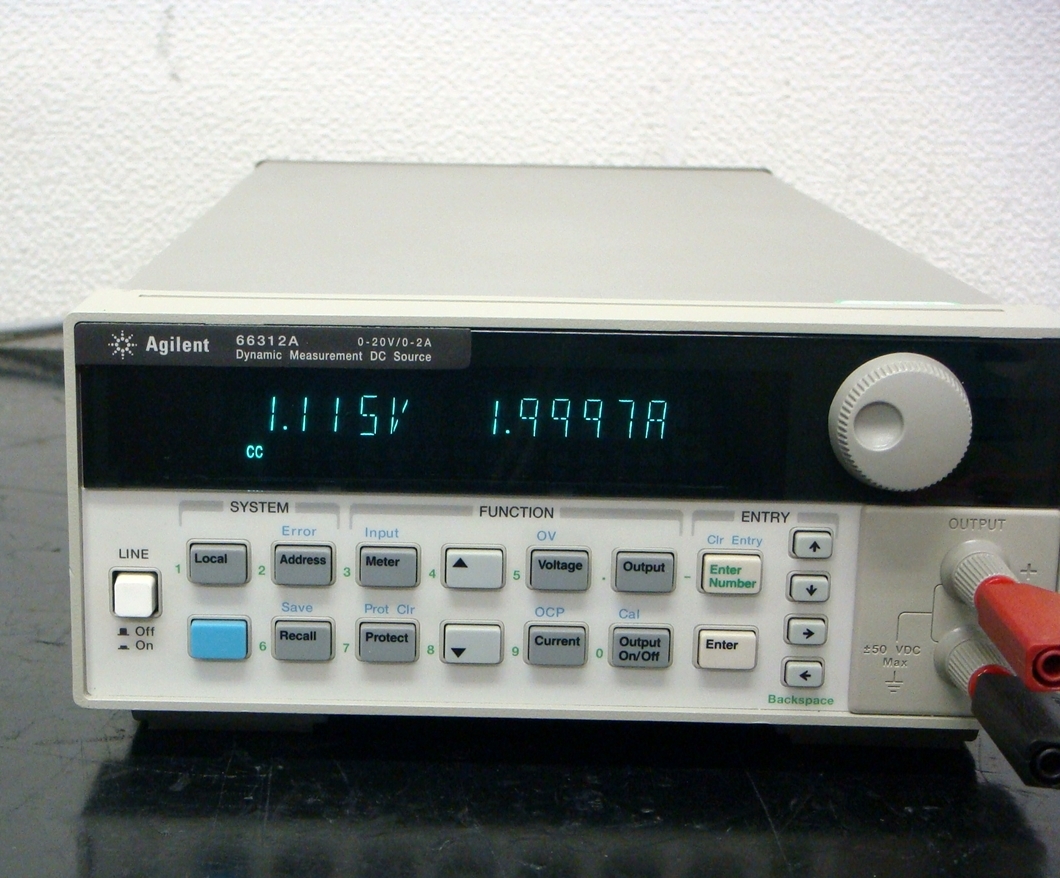 Agilent 66312A 0-20V/0-2A
Dynamic Measurement DC Source
1.115V 1.9997A
CC
SYSTEM FUNCTION ENTRY OUTPUT
Error Input OV Clr Entry
LINE
1 Local 2 Address 3 Meter 4 ▲ 5 Voltage . Output - Enter Number ↑
↓
+
Save Prot Clr OCP Cal
Off
On
6 Recall 7 Protect 8 ▼ 9 Current 0 Output On/Off Enter →
←
Backspace
±50 VDC
Max